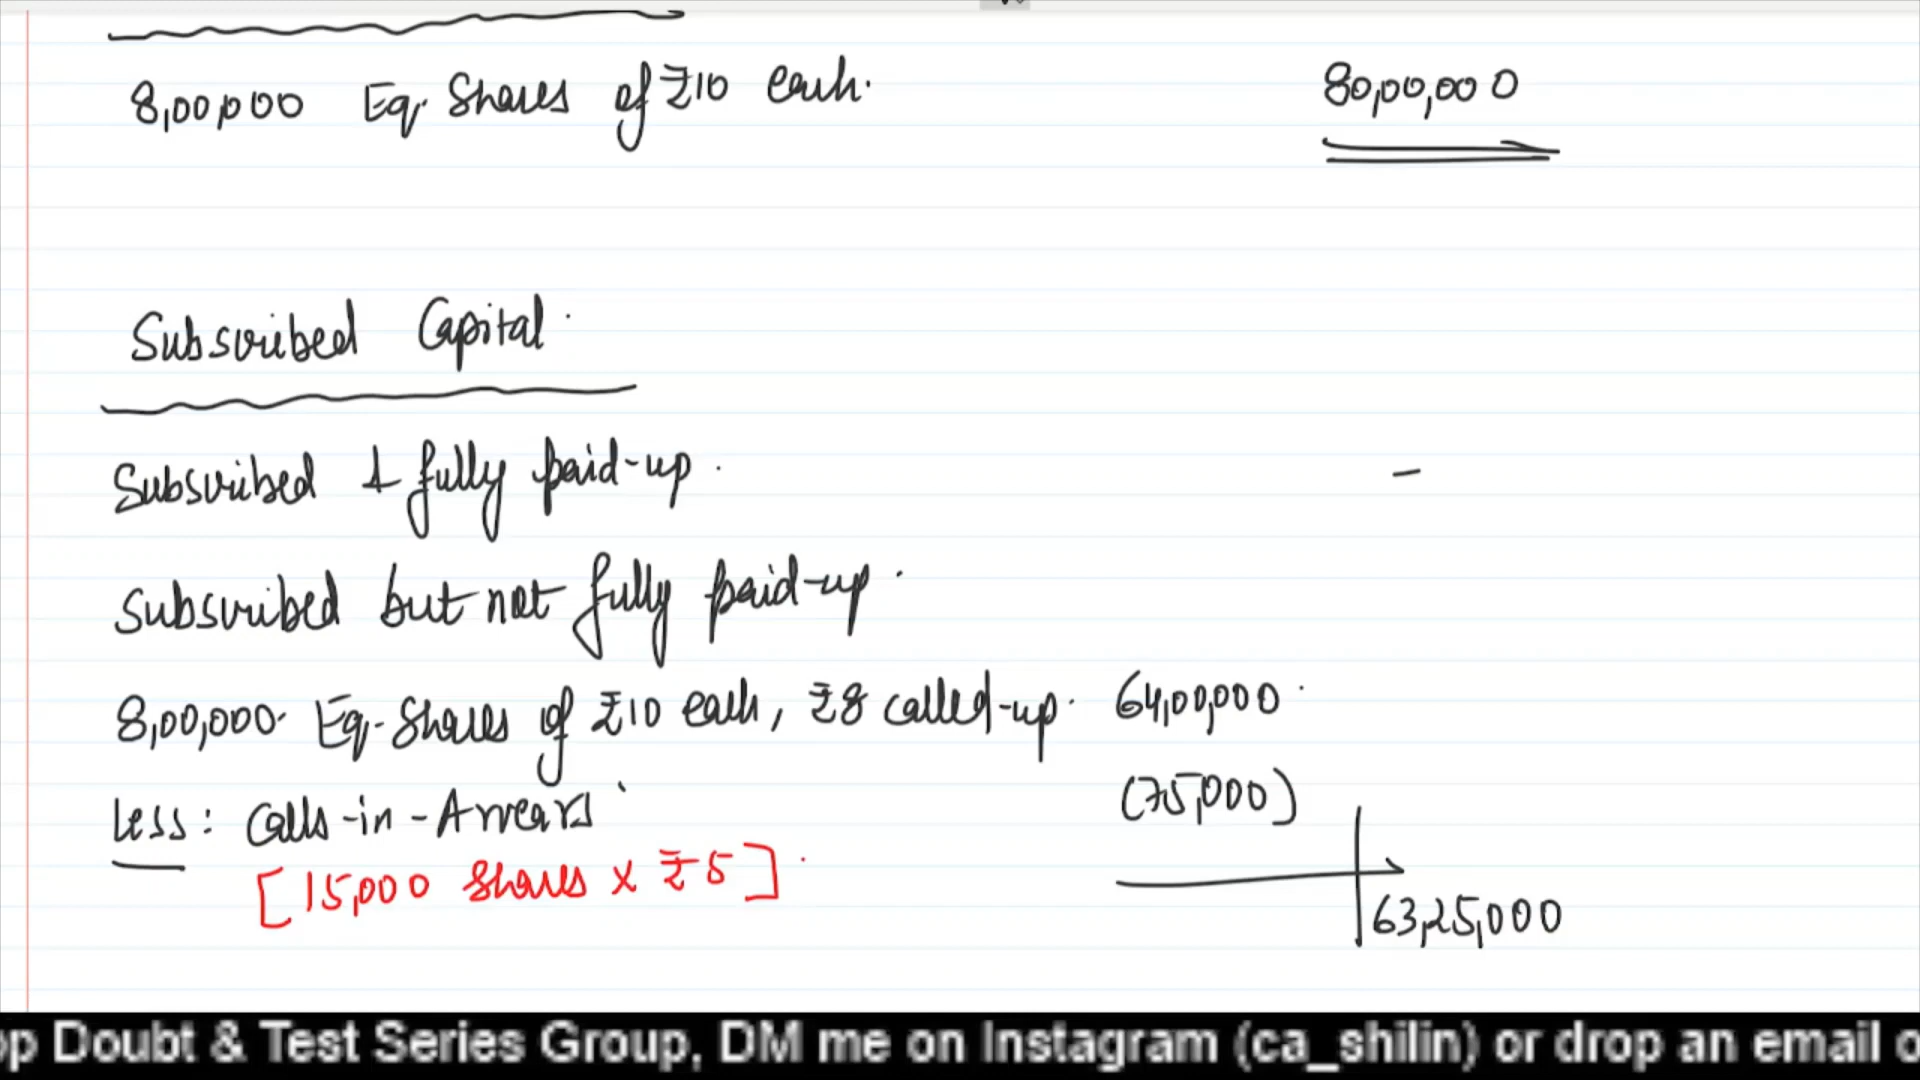 8,00,000 Eq. Shares of ₹10 each. 80,00,000
Subscribed Capital.
Subscribed & fully paid-up. -
Subscribed but not fully paid-up.
8,00,000 Eq. Shares of ₹10 each, ₹8 called-up. 64,00,000
Less: Calls-in-Arrears (75,000)
[15,000 Shares x ₹5]
63,25,000
op Doubt & Test Series Group, DM me on Instagram (ca_shilin) or drop an email o